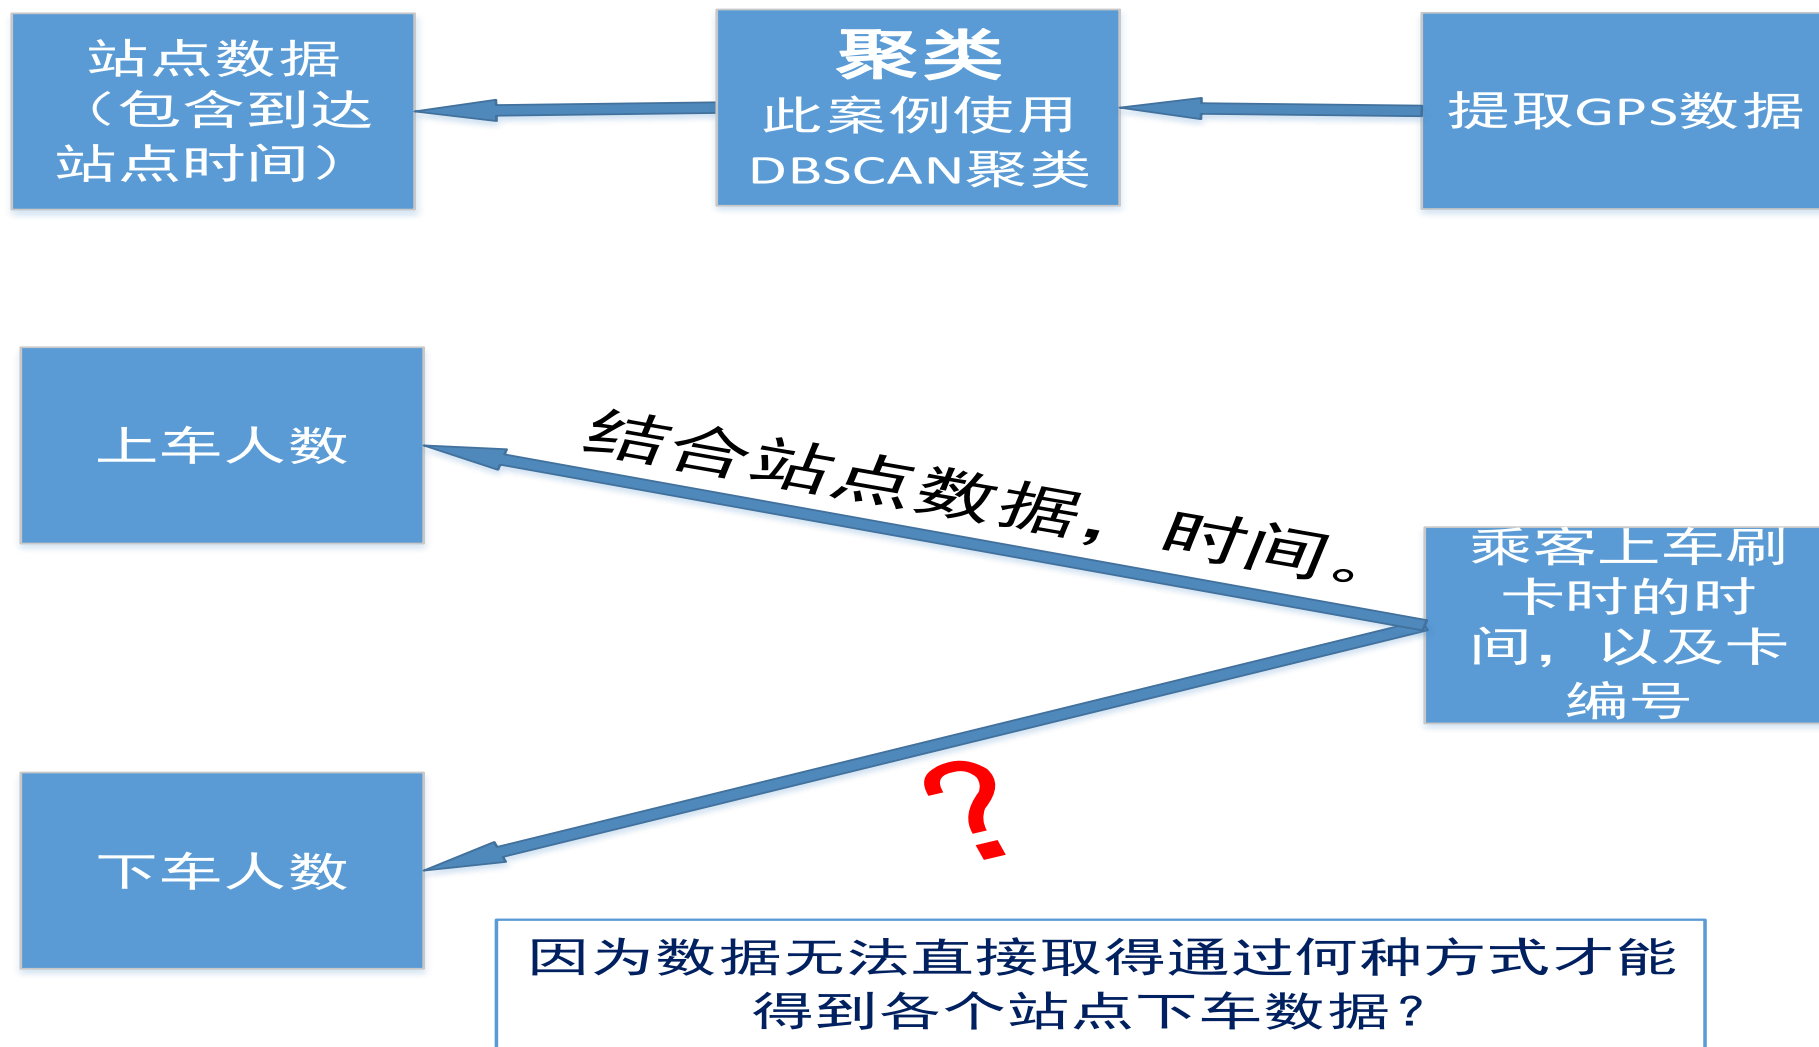 站点数据
（包含到达
站点时间）
聚类
此案例使用
DBSCAN聚类
提取GPS数据
上车人数
结合站点数据，时间。
乘客上车刷
卡时的时
间，以及卡
编号
下车人数
?
因为数据无法直接取得通过何种方式才能
得到各个站点下车数据?